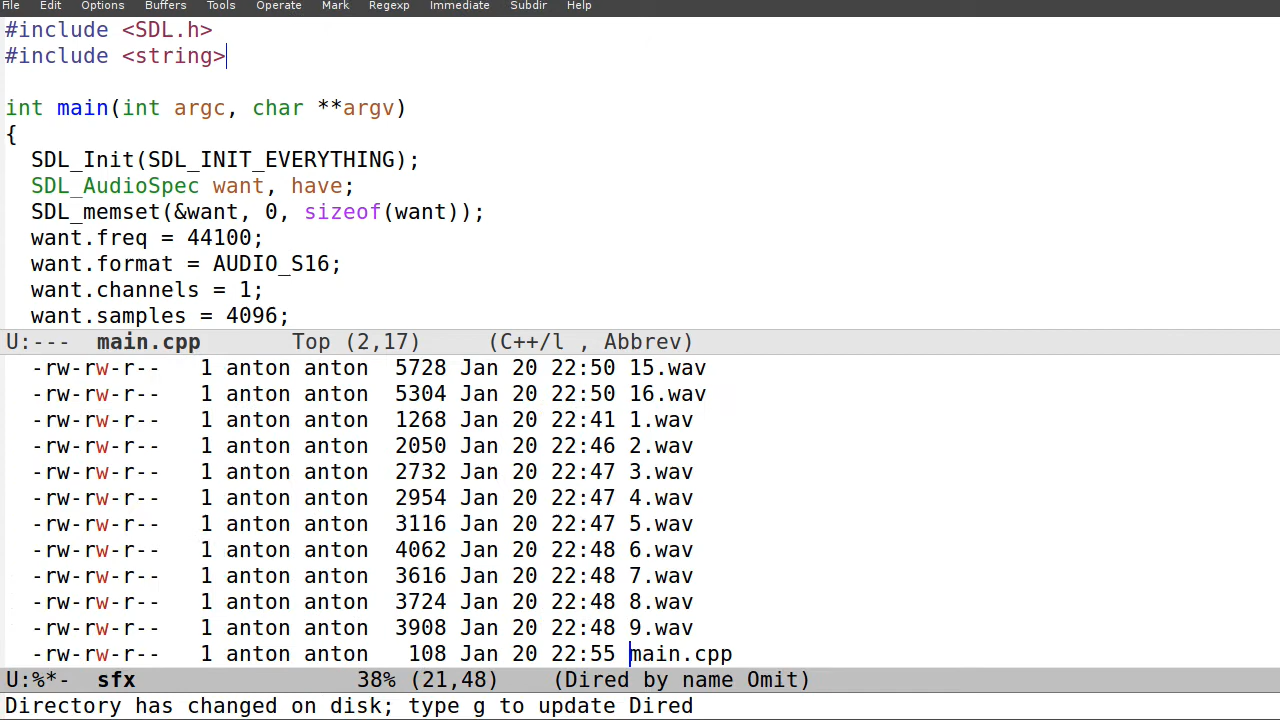 File Edit Options Buffers Tools Operate Mark Regexp Immediate Subdir Help
#include <SDL.h>
#include <string>
int main(int argc, char **argv)
{
  SDL_Init(SDL_INIT_EVERYTHING);
  SDL_AudioSpec want, have;
  SDL_memset(&want, 0, sizeof(want));
  want.freq = 44100;
  want.format = AUDIO_S16;
  want.channels = 1;
  want.samples = 4096;
U:--- main.cpp Top (2,17) (C++/l , Abbrev)
-rw-rw-r-- 1 anton anton 5728 Jan 20 22:50 15.wav
-rw-rw-r-- 1 anton anton 5304 Jan 20 22:50 16.wav
-rw-rw-r-- 1 anton anton 1268 Jan 20 22:41 1.wav
-rw-rw-r-- 1 anton anton 2050 Jan 20 22:46 2.wav
-rw-rw-r-- 1 anton anton 2732 Jan 20 22:47 3.wav
-rw-rw-r-- 1 anton anton 2954 Jan 20 22:47 4.wav
-rw-rw-r-- 1 anton anton 3116 Jan 20 22:47 5.wav
-rw-rw-r-- 1 anton anton 4062 Jan 20 22:48 6.wav
-rw-rw-r-- 1 anton anton 3616 Jan 20 22:48 7.wav
-rw-rw-r-- 1 anton anton 3724 Jan 20 22:48 8.wav
-rw-rw-r-- 1 anton anton 3908 Jan 20 22:48 9.wav
-rw-rw-r-- 1 anton anton 108 Jan 20 22:55 main.cpp
U:%*- sfx 38% (21,48) (Dired by name Omit)
Directory has changed on disk; type g to update Dired